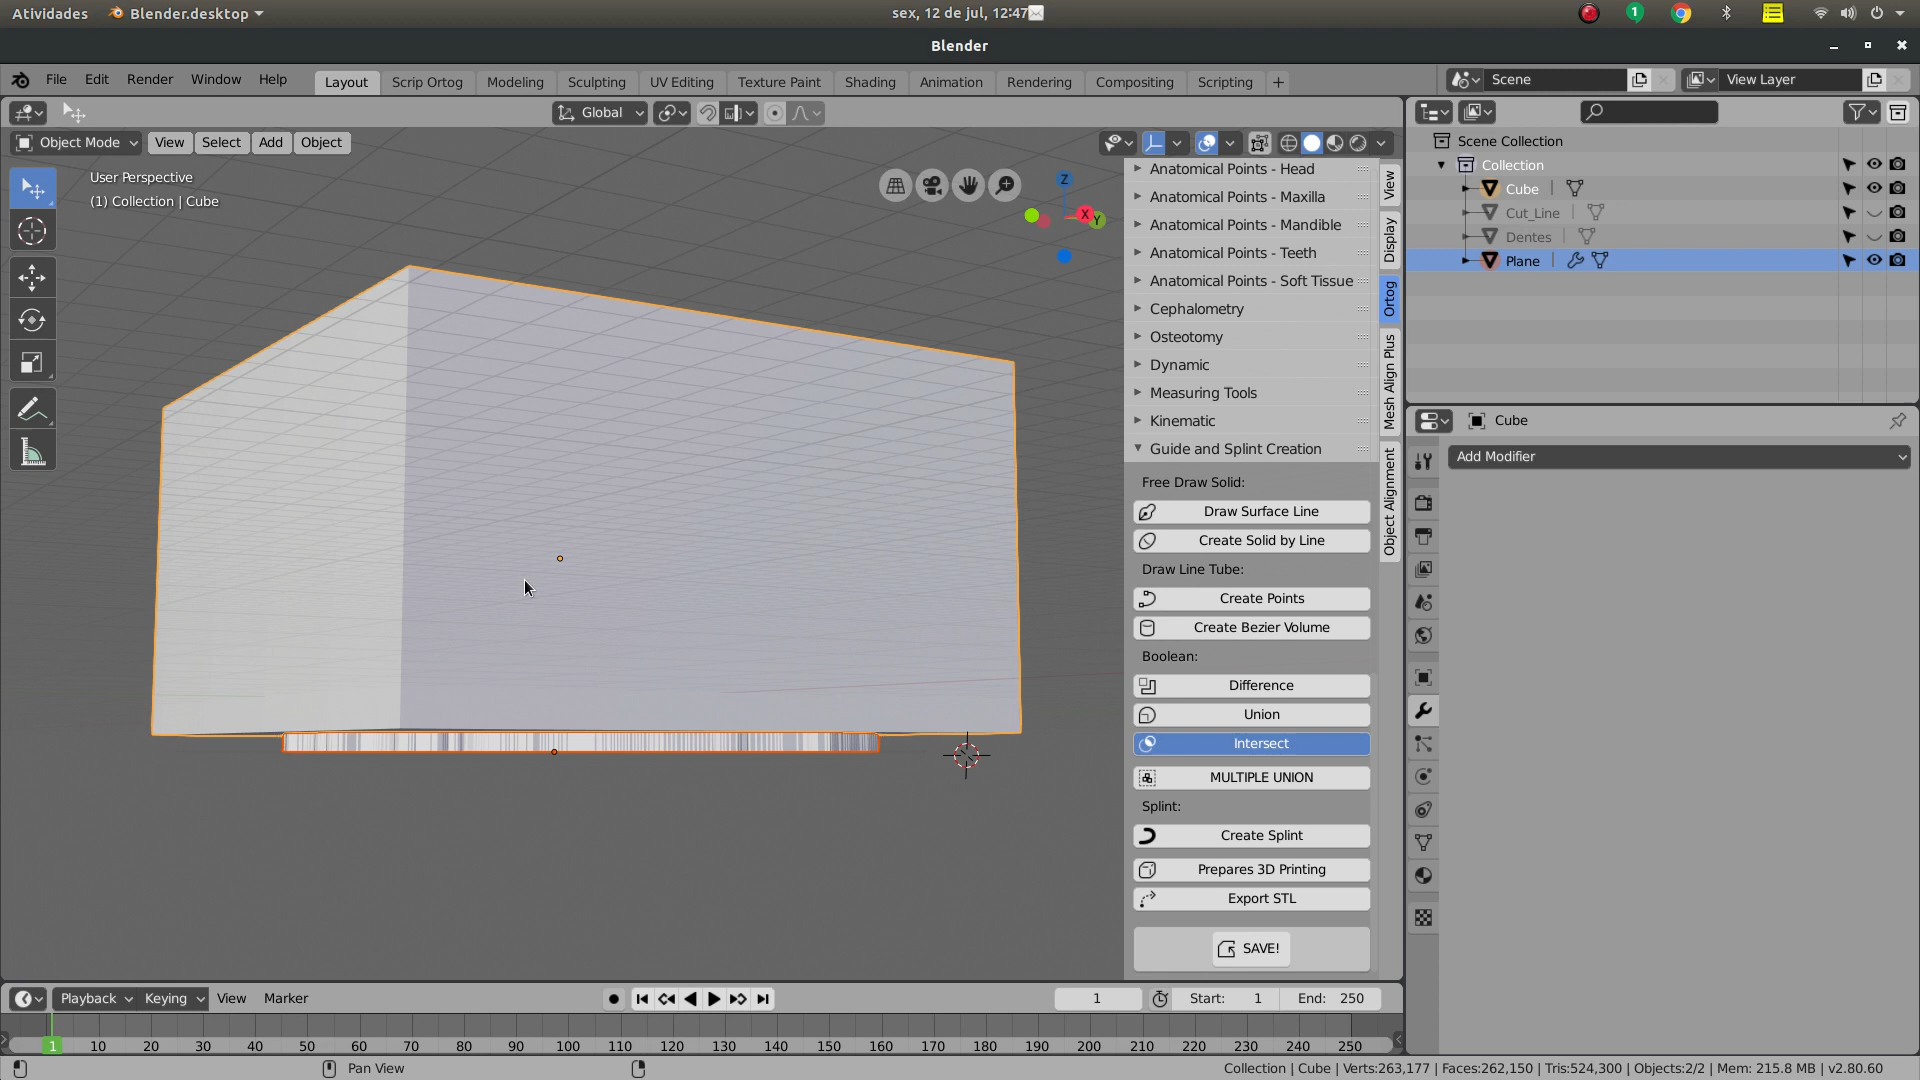 Atividades
Blender.desktop
sex, 12 de jul, 12:47
1
Blender
File Edit Render Window Help
Layout Scrip Ortog Modeling Sculpting UV Editing Texture Paint Shading Animation Rendering Compositing Scripting +
Scene
View Layer
Global
Object Mode View Select Add Object
User Perspective
(1) Collection | Cube
Z
X
Y
Anatomical Points - Head
Anatomical Points - Maxilla
Anatomical Points - Mandible
Anatomical Points - Teeth
Anatomical Points - Soft Tissue
Cephalometry
Osteotomy
Dynamic
Measuring Tools
Kinematic
Guide and Splint Creation
Free Draw Solid:
Draw Surface Line
Create Solid by Line
Draw Line Tube:
Create Points
Create Bezier Volume
Boolean:
Difference
Union
Intersect
MULTIPLE UNION
Splint:
Create Splint
Prepares 3D Printing
Export STL
SAVE!
View
Display
Ortog
Mesh Align Plus
Object Alignment
Scene Collection
Collection
Cube
Cut_Line
Dentes
Plane
Cube
Add Modifier
Playback Keying View Marker
1
Start: 1
End: 250
1 10 20 30 40 50 60 70 80 90 100 110 120 130 140 150 160 170 180 190 200 210 220 230 240 250
Pan View
Collection | Cube | Verts:263,177 | Faces:262,150 | Tris:524,300 | Objects:2/2 | Mem: 215.8 MB | v2.80.60